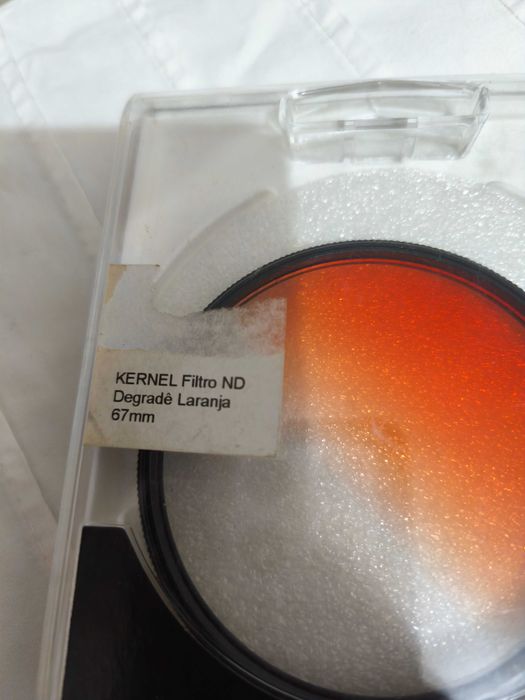 KERNEL Filtro ND
Degradê Laranja
67mm